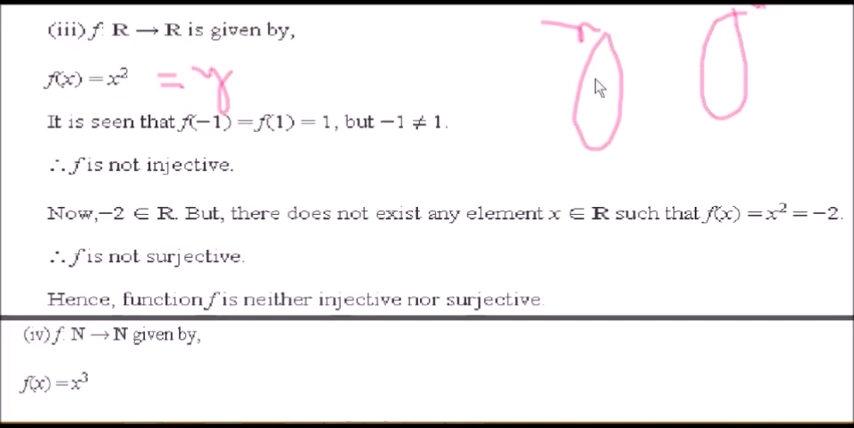 (iii) f: R → R is given by,
f(x) = x² = y
It is seen that f(−1) = f(1) = 1, but −1 ≠ 1.
∴ f is not injective.
Now, −2 ∈ R. But, there does not exist any element x ∈ R such that f(x) = x² = −2.
∴ f is not surjective.
Hence, function f is neither injective nor surjective.
(iv) f: N → N given by,
f(x) = x³